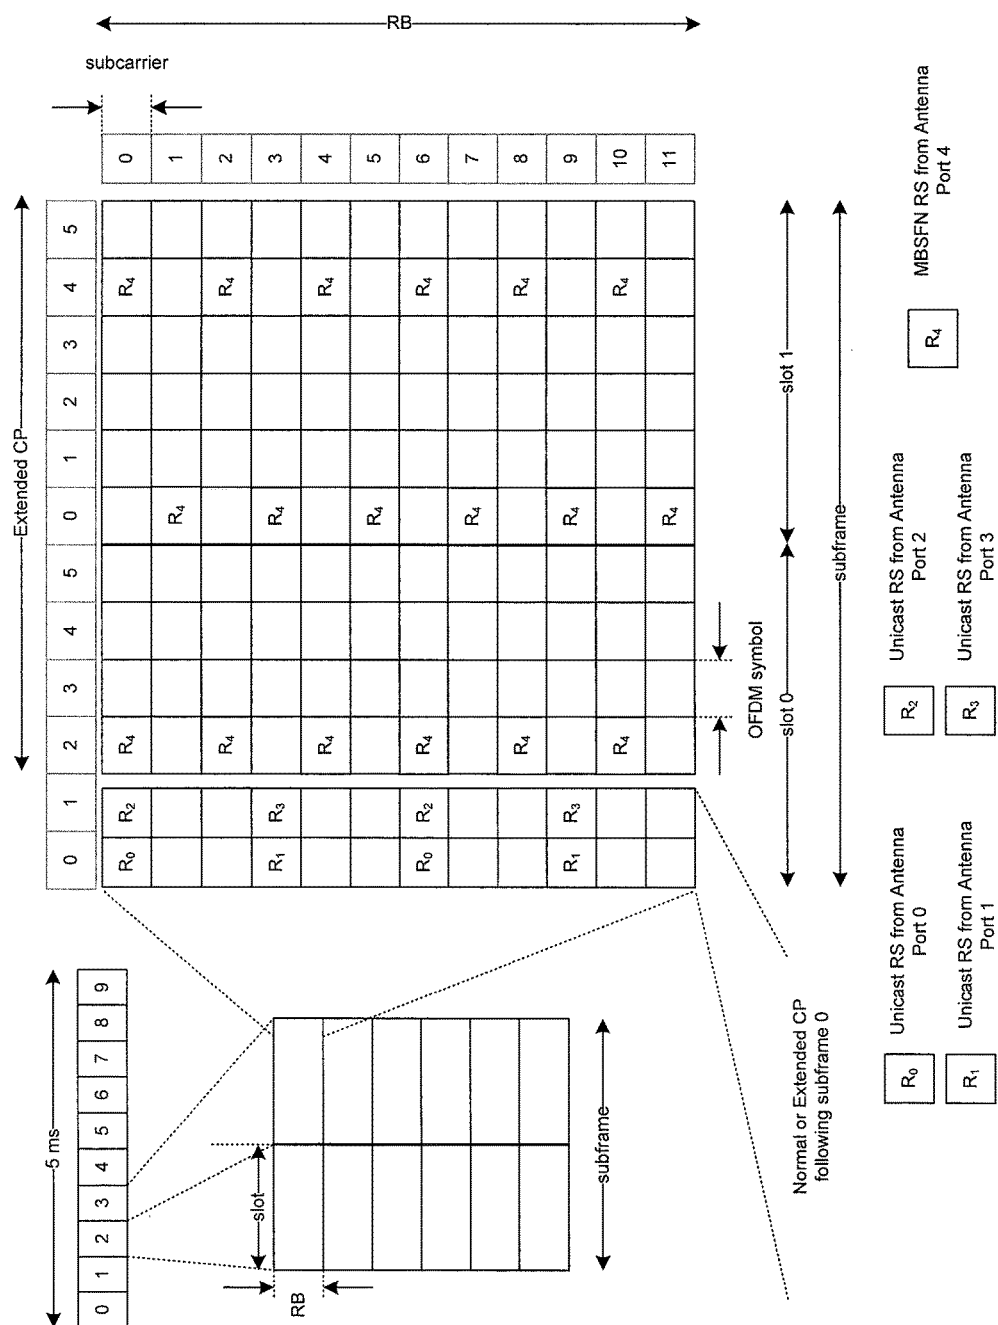 5 ms
0 1 2 3 4 5 6 7 8 9
slot
RB
subframe
Extended CP
0 1 2 3 4 5 0 1 2 3 4 5
subcarrier
RB
R0 R2 R4 R4 0
R4 1
R4 R4 2
R1 R3 R4 3
R4 R4 4
R4 5
R0 R2 R4 R4 6
R4 7
R4 R4 8
R1 R3 R4 9
R4 R4 10
R4 11
OFDM symbol
slot 0
slot 1
subframe
Normal or Extended CP
following subframe 0
R0
Unicast RS from Antenna
Port 0
R1
Unicast RS from Antenna
Port 1
R2
Unicast RS from Antenna
Port 2
R3
Unicast RS from Antenna
Port 3
R4
MBSFN RS from Antenna
Port 4